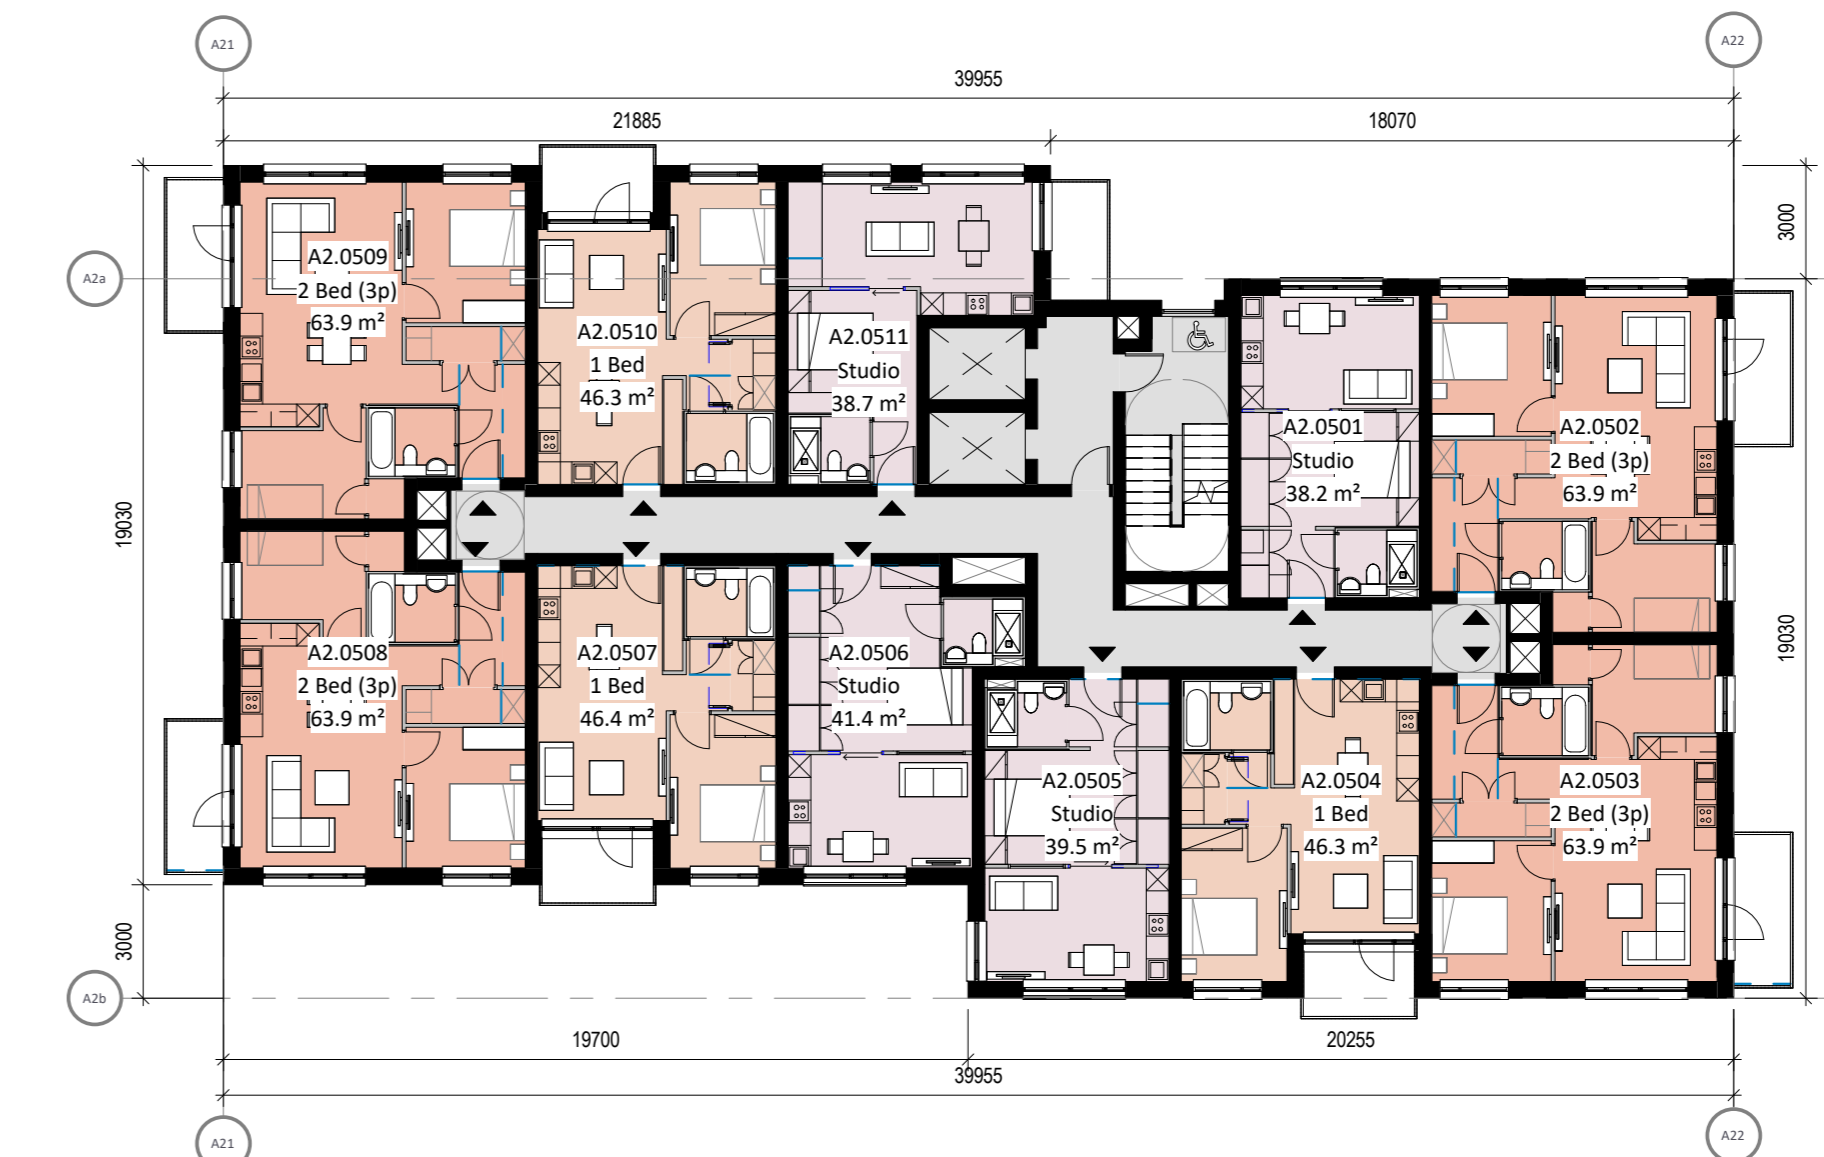 A21
A22
39955
21885
18070
3000
A2a
19030
A2.0509
2 Bed (3p)
63.9 m²
A2.0510
1 Bed
46.3 m²
A2.0511
Studio
38.7 m²
A2.0501
Studio
38.2 m²
A2.0502
2 Bed (3p)
63.9 m²
A2.0508
2 Bed (3p)
63.9 m²
A2.0507
1 Bed
46.4 m²
A2.0506
Studio
41.4 m²
A2.0505
Studio
39.5 m²
A2.0504
1 Bed
46.3 m²
A2.0503
2 Bed (3p)
63.9 m²
19030
3000
A2b
19700
20255
39955
A21
A22